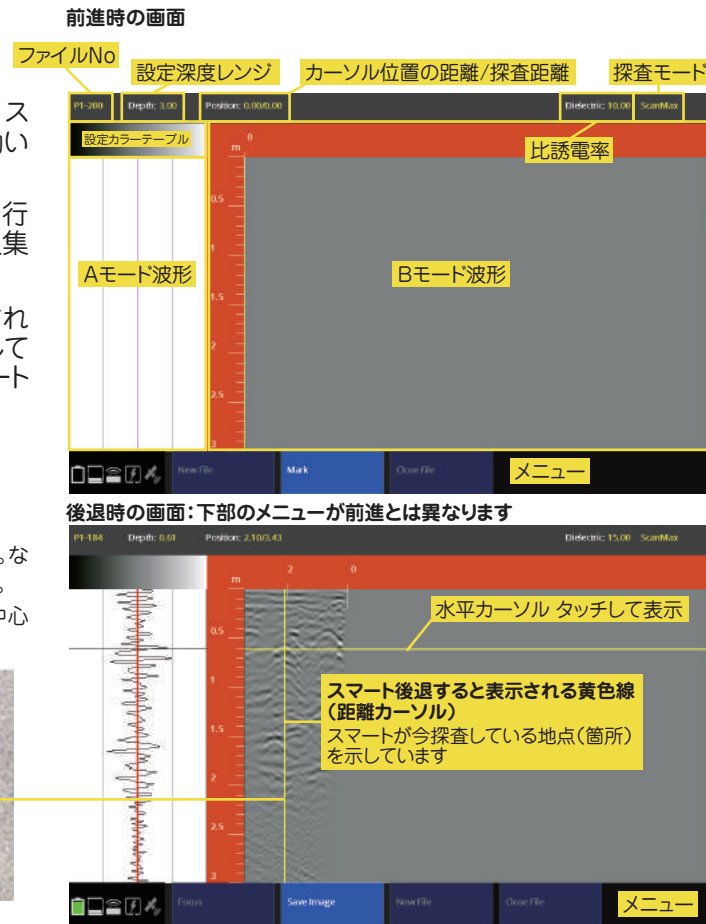 前進時の画面
ファイルNo
設定深度レンジ
カーソル位置の距離/探査距離
探査モード
P1-200 Depth: 3.00 Position: 0.00/0.00 Dielectric: 10.00 ScanMax
設定カラーテーブル
比誘電率
m 0
0.5
1
1.5
2
2.5
3
Aモード波形
Bモード波形
New File Mark Close File メニュー
ス
い
行
集
れ
て
ート
後退時の画面：下部のメニューが前進とは異なります
P1-184 Depth: 0.61 Position: 2.10/3.43 Dielectric: 15.00 ScanMax
m 2 0
0.5
1
1.5
2
2.5
3
水平カーソル タッチして表示
スマート後退すると表示される黄色線
（距離カーソル）
スマートが今探査している地点（箇所）
を示しています
Focus Save Image New File Close File メニュー
。な
。
心